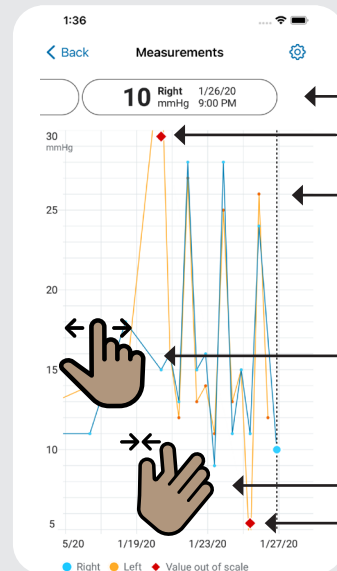 1:36
Back Measurements
10 Right 1/26/20
mmHg 9:00 PM
30
mmHg
25
20
15
10
5
5/20 1/19/20 1/23/20 1/27/20
Right Left Value out of scale